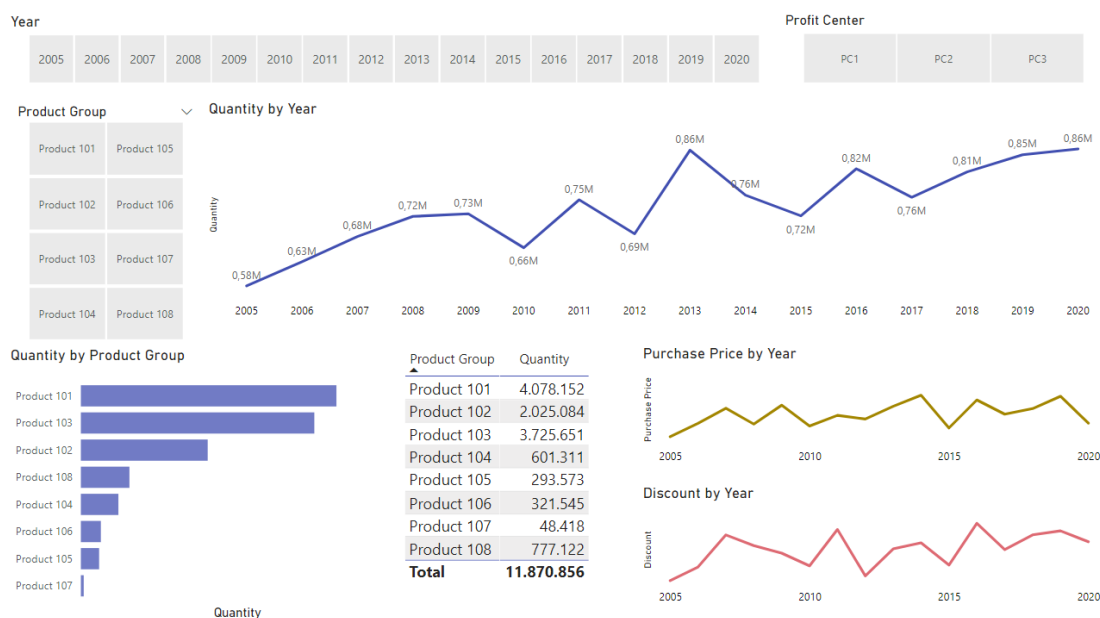 Year
Profit Center
2005 2006 2007 2008 2009 2010 2011 2012 2013 2014 2015 2016 2017 2018 2019 2020
PC1 PC2 PC3
Product Group
Product 101 Product 105
Product 102 Product 106
Product 103 Product 107
Product 104 Product 108
Quantity by Year
Quantity
0,58M 0,63M 0,68M 0,72M 0,73M 0,66M 0,75M 0,69M 0,86M 0,76M 0,72M 0,82M 0,76M 0,81M 0,85M 0,86M
2005 2006 2007 2008 2009 2010 2011 2012 2013 2014 2015 2016 2017 2018 2019 2020
Quantity by Product Group
Product 101
Product 103
Product 102
Product 108
Product 104
Product 106
Product 105
Product 107
Quantity
Product Group Quantity
Product 101 4.078.152
Product 102 2.025.084
Product 103 3.725.651
Product 104 601.311
Product 105 293.573
Product 106 321.545
Product 107 48.418
Product 108 777.122
Total 11.870.856
Purchase Price by Year
Purchase Price
2005 2010 2015 2020
Discount by Year
Discount
2005 2010 2015 2020